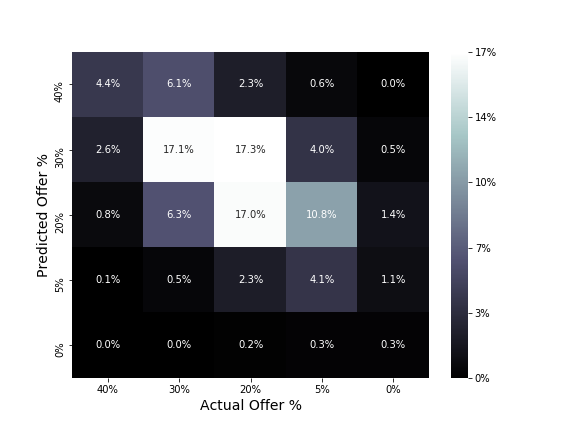 4.4% 6.1% 2.3% 0.6% 0.0%
2.6% 17.1% 17.3% 4.0% 0.5%
0.8% 6.3% 17.0% 10.8% 1.4%
0.1% 0.5% 2.3% 4.1% 1.1%
0.0% 0.0% 0.2% 0.3% 0.3%
40%
30%
20%
5%
0%
Predicted Offer %
40% 30% 20% 5% 0%
Actual Offer %
17%
14%
10%
7%
3%
0%